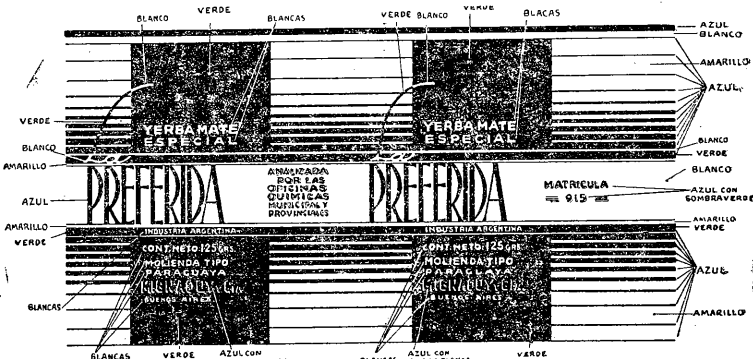 VERDE
BLANCO
BLANCAS
VERDE
BLANCO
VERDE
BLACAS
AZUL
BLANCO
AMARILLO
AZUL
VERDE
YERBA MATE
ESPECIAL
YERBA MATE
ESPECIAL
BLANCO
BLANCO
VERDE
AMARILLO
La
La
PREFERIDA
ANALIZADA
POR LAS
OFICINAS
QUIMICAS
MUNICIPAL Y
PROVINCIALES
PREFERIDA
MATRICULA
915
BLANCO
AZUL CON
SOMBRA VERDE
AZUL
AMARILLO
VERDE
INDUSTRIA ARGENTINA
INDUSTRIA ARGENTINA
AMARILLO
VERDE
CONT. NETO: 125 GRS.
MOLIENDA TIPO
PARAGUAYA
BUENOS AIRES
CONT. NETO: 125 GRS.
MOLIENDA TIPO
PARAGUAYA
BUENOS AIRES
AZUL
BLANCAS
AMARILLO
BLANCAS
VERDE
AZUL CON
AZUL CON
VERDE